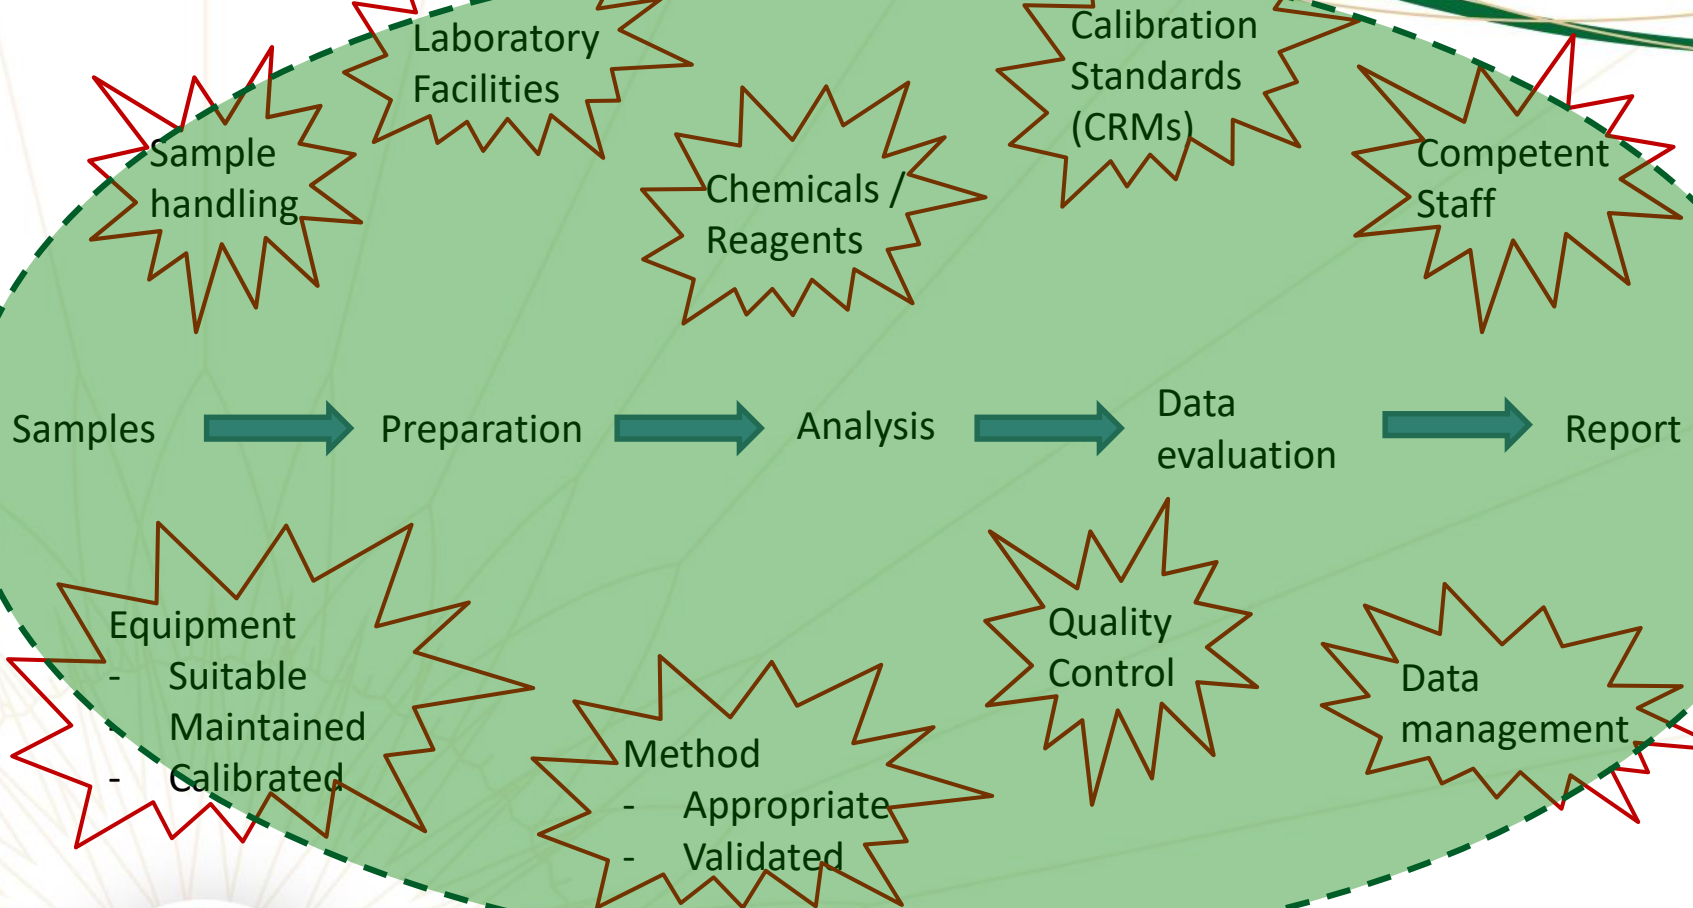 Laboratory
Facilities
Calibration
Standards
(CRMs)
Sample
handling
Chemicals /
Reagents
Competent
Staff
Samples
Preparation
Analysis
Data
evaluation
Report
Equipment
- Suitable
- Maintained
- Calibrated
Method
- Appropriate
- Validated
Quality
Control
Data
management